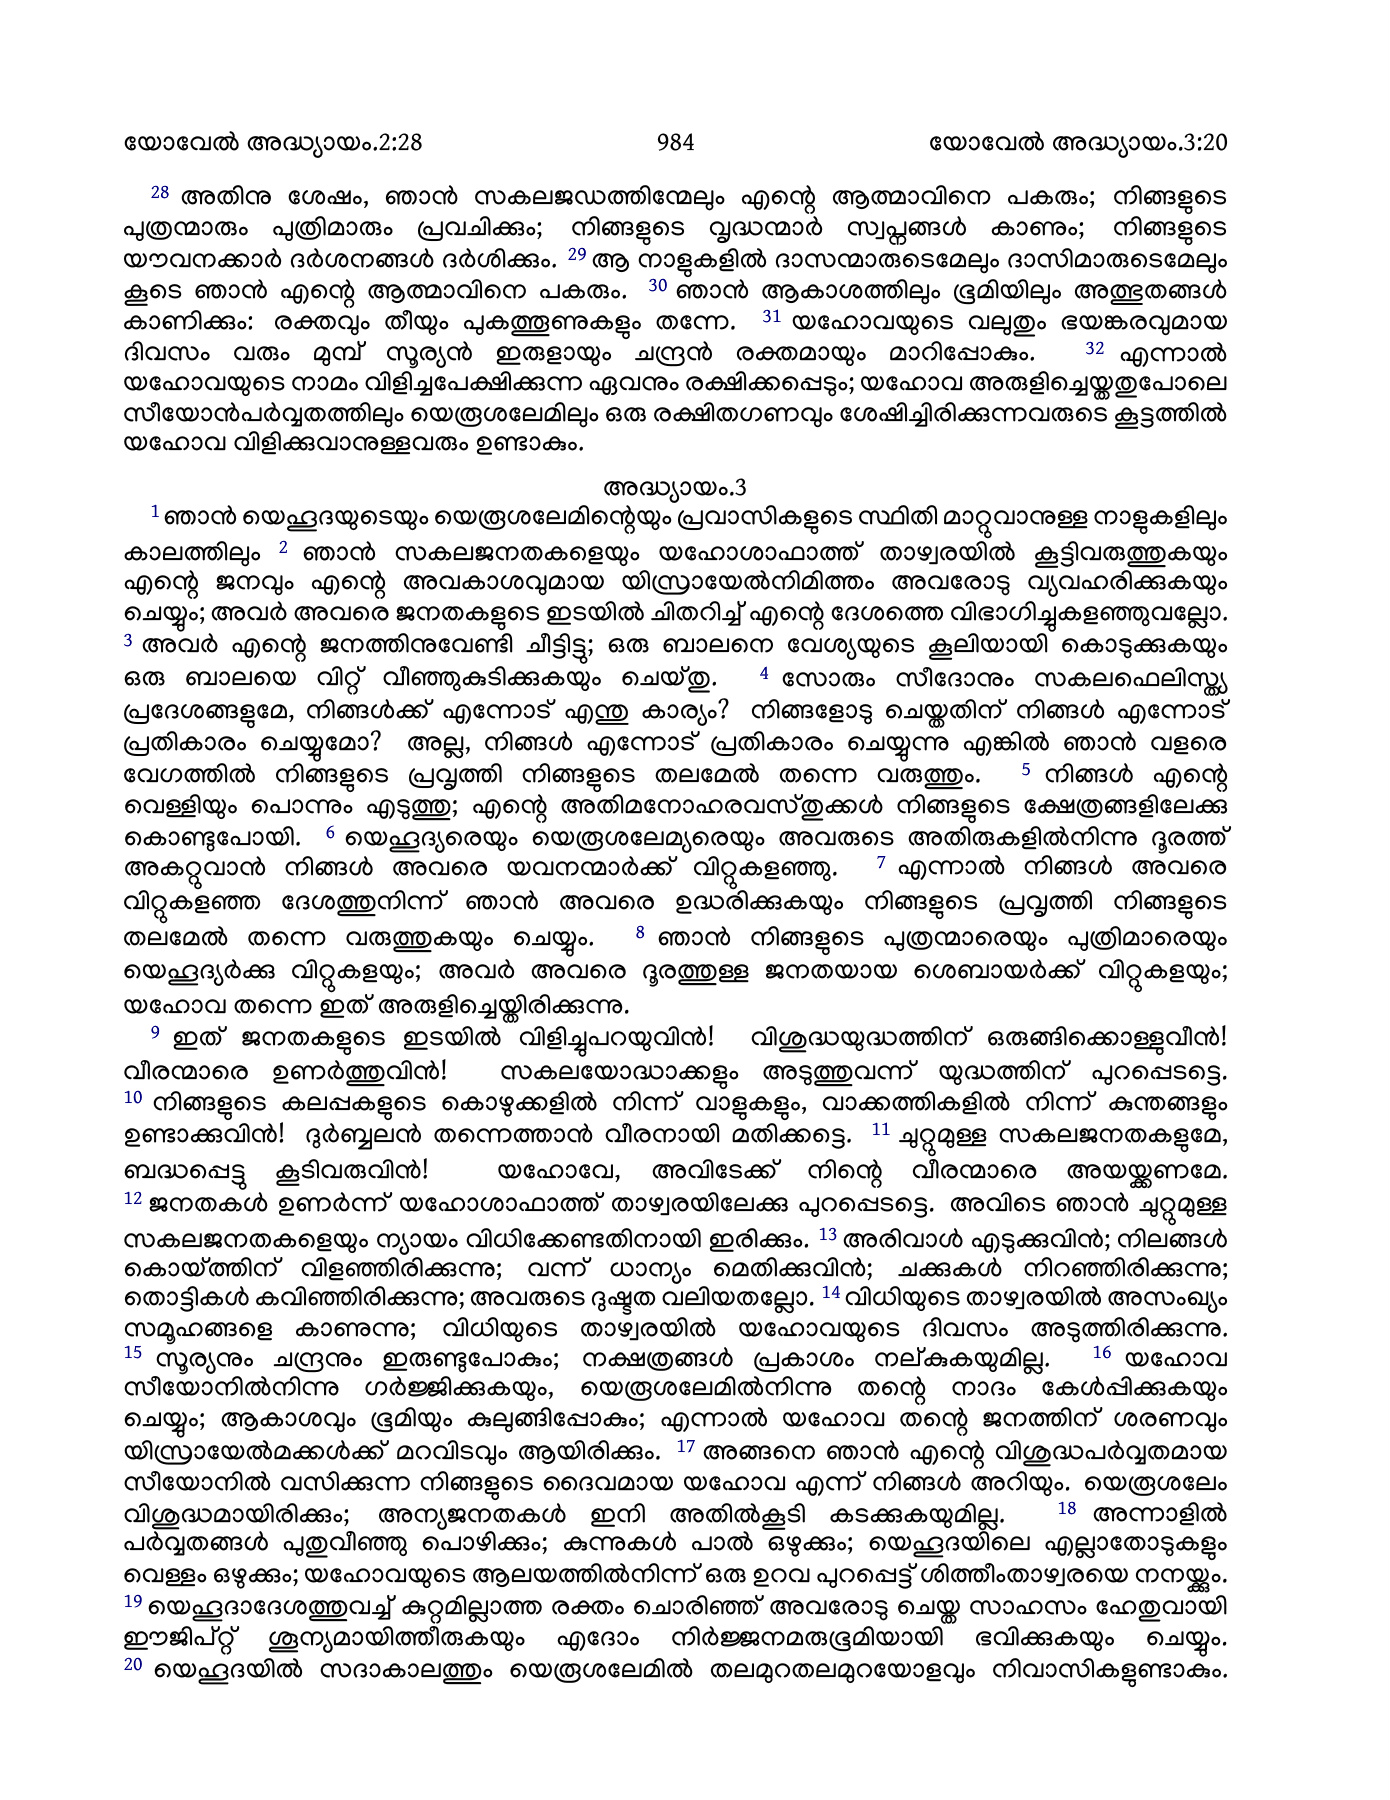 യോവേൽ അദ്ധ്യായം.2:28 984 യോവേൽ അദ്ധ്യായം.3:20
28 അതിനു ശേഷം, ഞാൻ സകലജഡത്തിന്മേലും എന്റെ ആത്മാവിനെ പകരും; നിങ്ങളുടെ
പുത്രന്മാരും പുത്രിമാരും പ്രവചിക്കും; നിങ്ങളുടെ വൃദ്ധന്മാർ സ്വപ്നങ്ങൾ കാണും; നിങ്ങളുടെ
യൗവനക്കാർ ദർശനങ്ങൾ ദർശിക്കും. 29 ആ നാളുകളിൽ ദാസന്മാരുടെമേലും ദാസിമാരുടെമേലും
കൂടെ ഞാൻ എന്റെ ആത്മാവിനെ പകരും. 30 ഞാൻ ആകാശത്തിലും ഭൂമിയിലും അത്ഭുതങ്ങൾ
കാണിക്കും: രക്തവും തീയും പുകത്തൂണുകളും തന്നേ. 31 യഹോവയുടെ വലുതും ഭയങ്കരവുമായ
ദിവസം വരും മുമ്പ് സൂര്യൻ ഇരുളായും ചന്ദ്രൻ രക്തമായും മാറിപ്പോകും. 32 എന്നാൽ
യഹോവയുടെ നാമം വിളിച്ചപേക്ഷിക്കുന്ന ഏവനും രക്ഷിക്കപ്പെടും; യഹോവ അരുളിച്ചെയ്തതുപോലെ
സീയോൻപർവ്വതത്തിലും യെരൂശലേമിലും ഒരു രക്ഷിതഗണവും ശേഷിച്ചിരിക്കുന്നവരുടെ കൂട്ടത്തിൽ
യഹോവ വിളിക്കുവാനുള്ളവരും ഉണ്ടാകും.
അദ്ധ്യായം.3
1 ഞാൻ യെഹൂദയുടെയും യെരൂശലേമിന്റെയും പ്രവാസികളുടെ സ്ഥിതി മാറ്റുവാനുള്ള നാളുകളിലും
കാലത്തിലും 2 ഞാൻ സകലജനതകളെയും യഹോശാഫാത്ത് താഴ്വരയിൽ കൂട്ടിവരുത്തുകയും
എന്റെ ജനവും എന്റെ അവകാശവുമായ യിസ്രായേൽനിമിത്തം അവരോടു വ്യവഹരിക്കുകയും
ചെയ്യും; അവർ അവരെ ജനതകളുടെ ഇടയിൽ ചിതറിച്ച് എന്റെ ദേശത്തെ വിഭാഗിച്ചുകളഞ്ഞുവല്ലോ.
3 അവർ എന്റെ ജനത്തിനുവേണ്ടി ചീട്ടിട്ടു; ഒരു ബാലനെ വേശ്യയുടെ കൂലിയായി കൊടുക്കുകയും
ഒരു ബാലയെ വിറ്റ് വീഞ്ഞുകുടിക്കുകയും ചെയ്തു. 4 സോരും സീദോനും സകലഫെലിസ്ത്യ
പ്രദേശങ്ങളുമേ, നിങ്ങൾക്ക് എന്നോട് എന്തു കാര്യം? നിങ്ങളോടു ചെയ്തതിന് നിങ്ങൾ എന്നോട്
പ്രതികാരം ചെയ്യുമോ? അല്ല, നിങ്ങൾ എന്നോട് പ്രതികാരം ചെയ്യുന്നു എങ്കിൽ ഞാൻ വളരെ
വേഗത്തിൽ നിങ്ങളുടെ പ്രവൃത്തി നിങ്ങളുടെ തലമേൽ തന്നെ വരുത്തും. 5 നിങ്ങൾ എന്റെ
വെള്ളിയും പൊന്നും എടുത്തു; എന്റെ അതിമനോഹരവസ്തുക്കൾ നിങ്ങളുടെ ക്ഷേത്രങ്ങളിലേക്കു
കൊണ്ടുപോയി. 6 യെഹൂദ്യരെയും യെരൂശലേമ്യരെയും അവരുടെ അതിരുകളിൽനിന്നു ദൂരത്ത്
അകറ്റുവാൻ നിങ്ങൾ അവരെ യവനന്മാർക്ക് വിറ്റുകളഞ്ഞു. 7 എന്നാൽ നിങ്ങൾ അവരെ
വിറ്റുകളഞ്ഞ ദേശത്തുനിന്ന് ഞാൻ അവരെ ഉദ്ധരിക്കുകയും നിങ്ങളുടെ പ്രവൃത്തി നിങ്ങളുടെ
തലമേൽ തന്നെ വരുത്തുകയും ചെയ്യും. 8 ഞാൻ നിങ്ങളുടെ പുത്രന്മാരെയും പുത്രിമാരെയും
യെഹൂദ്യർക്കു വിറ്റുകളയും; അവർ അവരെ ദൂരത്തുള്ള ജനതയായ ശെബായർക്ക് വിറ്റുകളയും;
യഹോവ തന്നെ ഇത് അരുളിച്ചെയ്തിരിക്കുന്നു.
9 ഇത് ജനതകളുടെ ഇടയിൽ വിളിച്ചുപറയുവിൻ! വിശുദ്ധയുദ്ധത്തിന് ഒരുങ്ങിക്കൊള്ളുവീൻ!
വീരന്മാരെ ഉണർത്തുവിൻ! സകലയോദ്ധാക്കളും അടുത്തുവന്ന് യുദ്ധത്തിന് പുറപ്പെടട്ടെ.
10 നിങ്ങളുടെ കലപ്പകളുടെ കൊഴുക്കളിൽ നിന്ന് വാളുകളും, വാക്കത്തികളിൽ നിന്ന് കുന്തങ്ങളും
ഉണ്ടാക്കുവിൻ! ദുർബ്ബലൻ തന്നെത്താൻ വീരനായി മതിക്കട്ടെ. 11 ചുറ്റുമുള്ള സകലജനതകളുമേ,
ബദ്ധപ്പെട്ടു കൂടിവരുവിൻ! യഹോവേ, അവിടേക്ക് നിന്റെ വീരന്മാരെ അയയ്ക്കണമേ.
12 ജനതകൾ ഉണർന്ന് യഹോശാഫാത്ത് താഴ്വരയിലേക്കു പുറപ്പെടട്ടെ. അവിടെ ഞാൻ ചുറ്റുമുള്ള
സകലജനതകളെയും ന്യായം വിധിക്കേണ്ടതിനായി ഇരിക്കും. 13 അരിവാൾ എടുക്കുവിൻ; നിലങ്ങൾ
കൊയ്ത്തിന് വിളഞ്ഞിരിക്കുന്നു; വന്ന് ധാന്യം മെതിക്കുവിൻ; ചക്കുകൾ നിറഞ്ഞിരിക്കുന്നു;
തൊട്ടികൾ കവിഞ്ഞിരിക്കുന്നു; അവരുടെ ദുഷ്ടത വലിയതല്ലോ. 14 വിധിയുടെ താഴ്വരയിൽ അസംഖ്യം
സമൂഹങ്ങളെ കാണുന്നു; വിധിയുടെ താഴ്വരയിൽ യഹോവയുടെ ദിവസം അടുത്തിരിക്കുന്നു.
15 സൂര്യനും ചന്ദ്രനും ഇരുണ്ടുപോകും; നക്ഷത്രങ്ങൾ പ്രകാശം നല്കുകയുമില്ല. 16 യഹോവ
സീയോനിൽനിന്നു ഗർജ്ജിക്കുകയും, യെരൂശലേമിൽനിന്നു തന്റെ നാദം കേൾപ്പിക്കുകയും
ചെയ്യും; ആകാശവും ഭൂമിയും കുലുങ്ങിപ്പോകും; എന്നാൽ യഹോവ തന്റെ ജനത്തിന് ശരണവും
യിസ്രായേൽമക്കൾക്ക് മറവിടവും ആയിരിക്കും. 17 അങ്ങനെ ഞാൻ എന്റെ വിശുദ്ധപർവ്വതമായ
സീയോനിൽ വസിക്കുന്ന നിങ്ങളുടെ ദൈവമായ യഹോവ എന്ന് നിങ്ങൾ അറിയും. യെരൂശലേം
വിശുദ്ധമായിരിക്കും; അന്യജനതകൾ ഇനി അതിൽകൂടി കടക്കുകയുമില്ല. 18 അന്നാളിൽ
പർവ്വതങ്ങൾ പുതുവീഞ്ഞു പൊഴിക്കും; കുന്നുകൾ പാൽ ഒഴുക്കും; യെഹൂദയിലെ എല്ലാതോടുകളും
വെള്ളം ഒഴുക്കും; യഹോവയുടെ ആലയത്തിൽനിന്ന് ഒരു ഉറവ പുറപ്പെട്ട് ശിത്തീംതാഴ്വരയെ നനയ്ക്കും.
19 യെഹൂദാദേശത്തുവച്ച് കുറ്റമില്ലാത്ത രക്തം ചൊരിഞ്ഞ് അവരോടു ചെയ്ത സാഹസം ഹേതുവായി
ഈജിപ്റ്റ് ശൂന്യമായിത്തീരുകയും എദോം നിർജ്ജനമരുഭൂമിയായി ഭവിക്കുകയും ചെയ്യും.
20 യെഹൂദയിൽ സദാകാലത്തും യെരൂശലേമിൽ തലമുറതലമുറയോളവും നിവാസികളുണ്ടാകും.